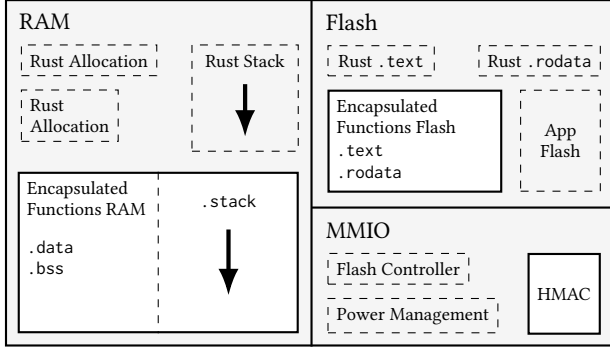 RAM
Rust Allocation
Rust Stack
Rust
Allocation
Encapsulated
Functions RAM
.data
.bss
.stack
Flash
Rust .text
Rust .rodata
Encapsulated
Functions Flash
.text
.rodata
App
Flash
MMIO
Flash Controller
Power Management
HMAC